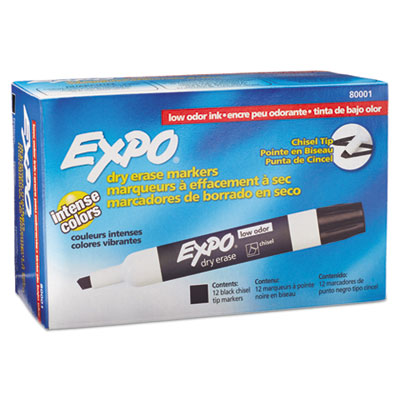 80001
low odor ink • encre peu odorante • tinta de bajo olor
EXPO®
dry erase markers
marqueurs à effacement à sec
marcadores de borrado en seco
Chisel Tip
Pointe en Biseau
Punta de Cincel
intense
colors
couleurs intenses
colores vibrantes
EXPO
dry erase
low odor
chisel
Contents:
12 black chisel
tip markers
Contenu:
12 marqueurs à pointe
noire en biseau
Contenido:
12 marcadores de
punto negro tipo cincel
80001